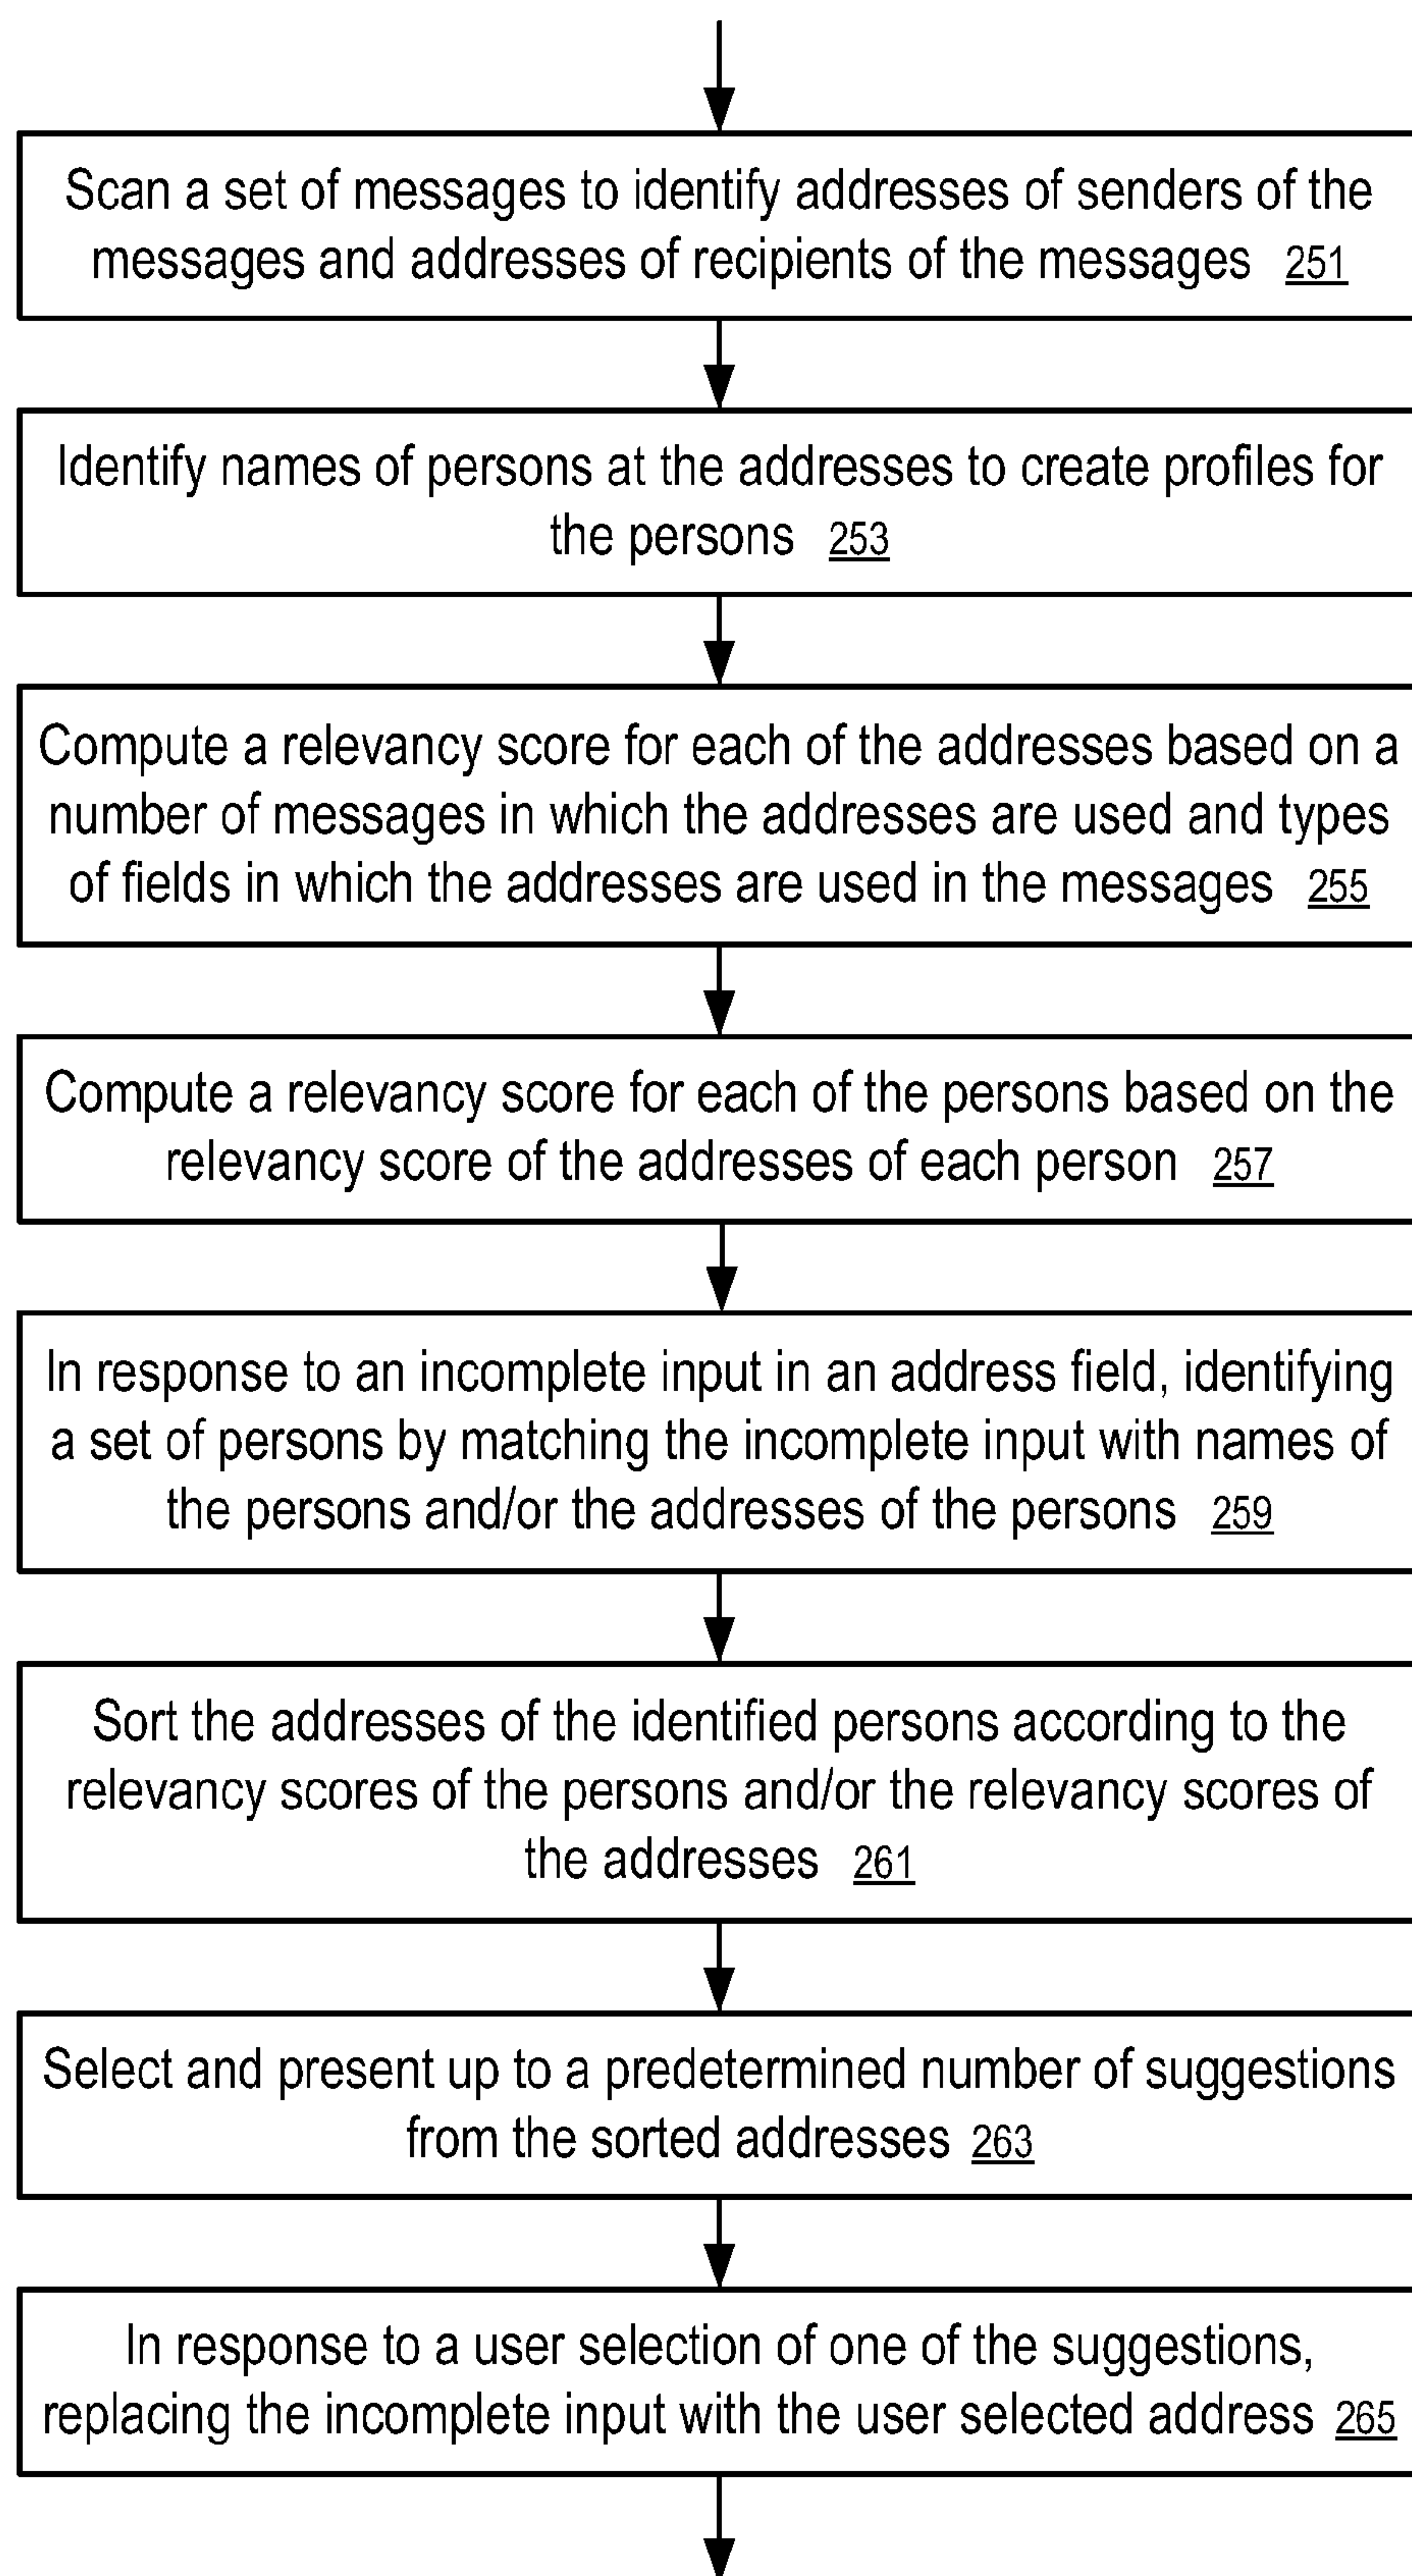 Scan a set of messages to identify addresses of senders of the
messages and addresses of recipients of the messages 251
Identify names of persons at the addresses to create profiles for
the persons 253
Compute a relevancy score for each of the addresses based on a
number of messages in which the addresses are used and types
of fields in which the addresses are used in the messages 255
Compute a relevancy score for each of the persons based on the
relevancy score of the addresses of each person 257
In response to an incomplete input in an address field, identifying
a set of persons by matching the incomplete input with names of
the persons and/or the addresses of the persons 259
Sort the addresses of the identified persons according to the
relevancy scores of the persons and/or the relevancy scores of
the addresses 261
Select and present up to a predetermined number of suggestions
from the sorted addresses 263
In response to a user selection of one of the suggestions,
replacing the incomplete input with the user selected address 265